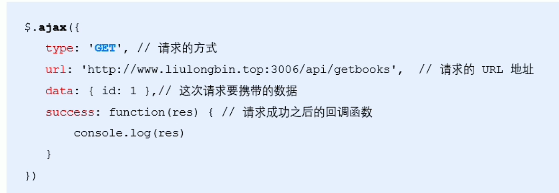 $.ajax({
type: 'GET', // 请求的方式
url: 'http://www.liulongbin.top:3006/api/getbooks', // 请求的 URL 地址
data: { id: 1 },// 这次请求要携带的数据
success: function(res) { // 请求成功之后的回调函数
console.log(res)
}
})